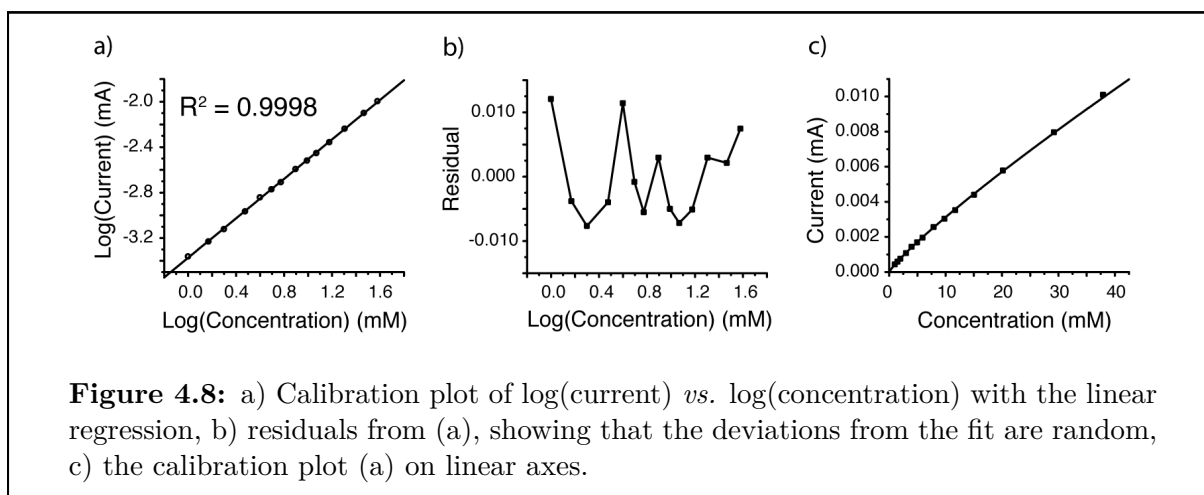 a)
b)
c)
Log(Current) (mA)
-2.0
-2.4
-2.8
-3.2
R² = 0.9998
0.0 0.4 0.8 1.2 1.6
Log(Concentration) (mM)
Residual
0.010
0.000
-0.010
0.0 0.4 0.8 1.2 1.6
Log(Concentration) (mM)
Current (mA)
0.010
0.008
0.006
0.004
0.002
0.000
0 10 20 30 40
Concentration (mM)
Figure 4.8: a) Calibration plot of log(current) vs. log(concentration) with the linear
regression, b) residuals from (a), showing that the deviations from the fit are random,
c) the calibration plot (a) on linear axes.